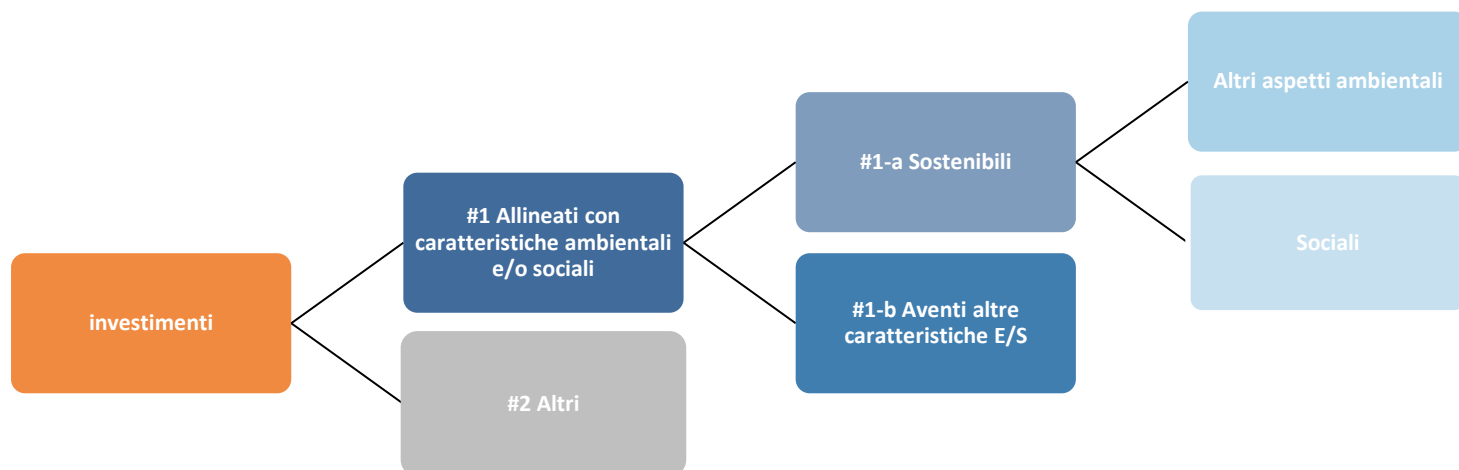 investimenti
#1 Allineati con
caratteristiche ambientali
e/o sociali
#2 Altri
#1-a Sostenibili
#1-b Aventi altre
caratteristiche E/S
Altri aspetti ambientali
Sociali